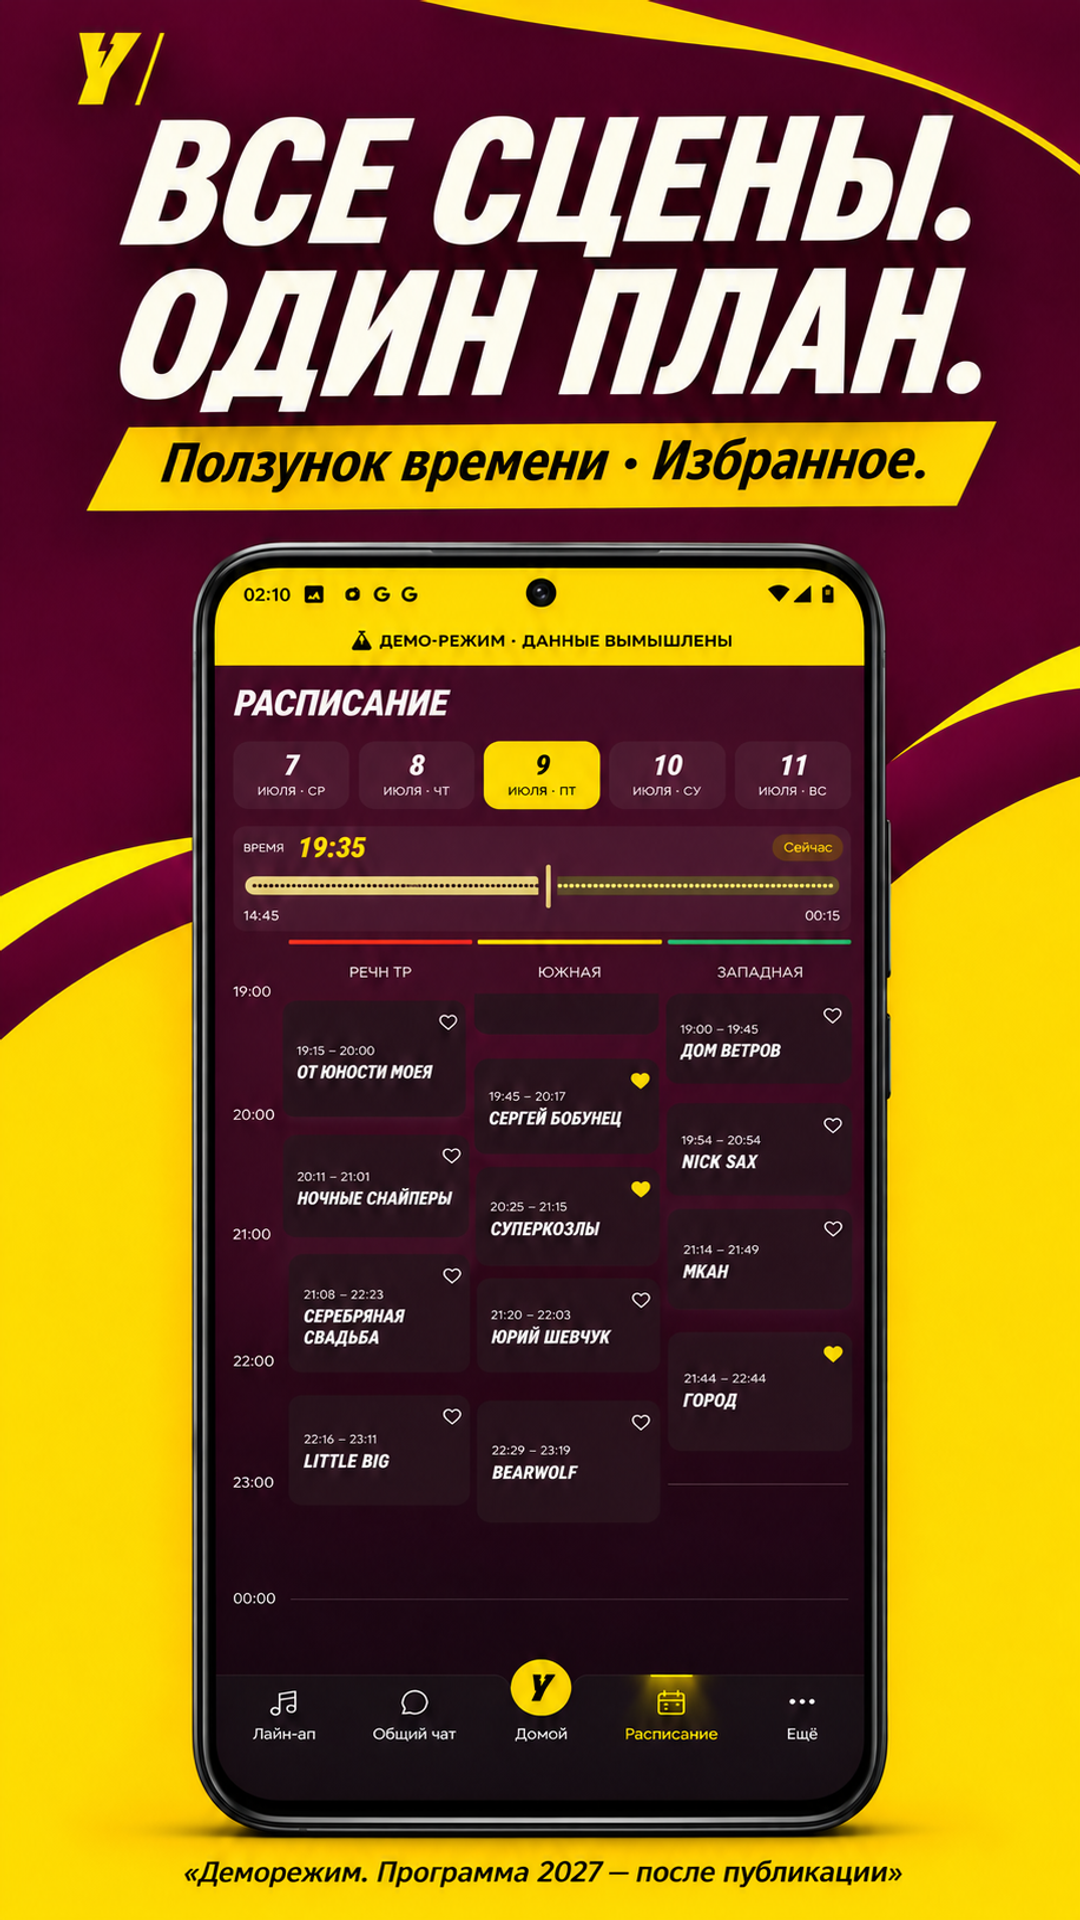 У
ВСЕ СЦЕНЫ.
ОДИН ПЛАН.
Ползунок времени • Избранное.
02:10 G G
ДЕМО-РЕЖИМ · ДАННЫЕ ВЫМЫШЛЕНЫ
РАСПИСАНИЕ
7 8 9 10 11
ИЮЛЯ · СР ИЮЛЯ · ЧТ ИЮЛЯ · ПТ ИЮЛЯ · СУ ИЮЛЯ · ВС
ВРЕМЯ 19:35 Сейчас
14:45 00:15
РЕЧН ТР ЮЖНАЯ ЗАПАДНАЯ
19:00
19:00 – 19:45
ДОМ ВЕТРОВ
19:15 – 20:00
ОТ ЮНОСТИ МОЕЯ
19:45 – 20:17
СЕРГЕЙ БОБУНЕЦ
20:00
19:54 – 20:54
NICK SAX
20:11 – 21:01
НОЧНЫЕ СНАЙПЕРЫ
20:25 – 21:15
СУПЕРКОЗЛЫ
21:00
21:14 – 21:49
МКАН
21:08 – 22:23
СЕРЕБРЯНАЯ
СВАДЬБА
21:20 – 22:03
ЮРИЙ ШЕВЧУК
22:00
21:44 – 22:44
ГОРОД
22:16 – 23:11
LITTLE BIG
22:29 – 23:19
BEARWOLF
23:00
00:00
У
Лайн-ап Общий чат Домой Расписание Ещё
«Деморежим. Программа 2027 — после публикации»